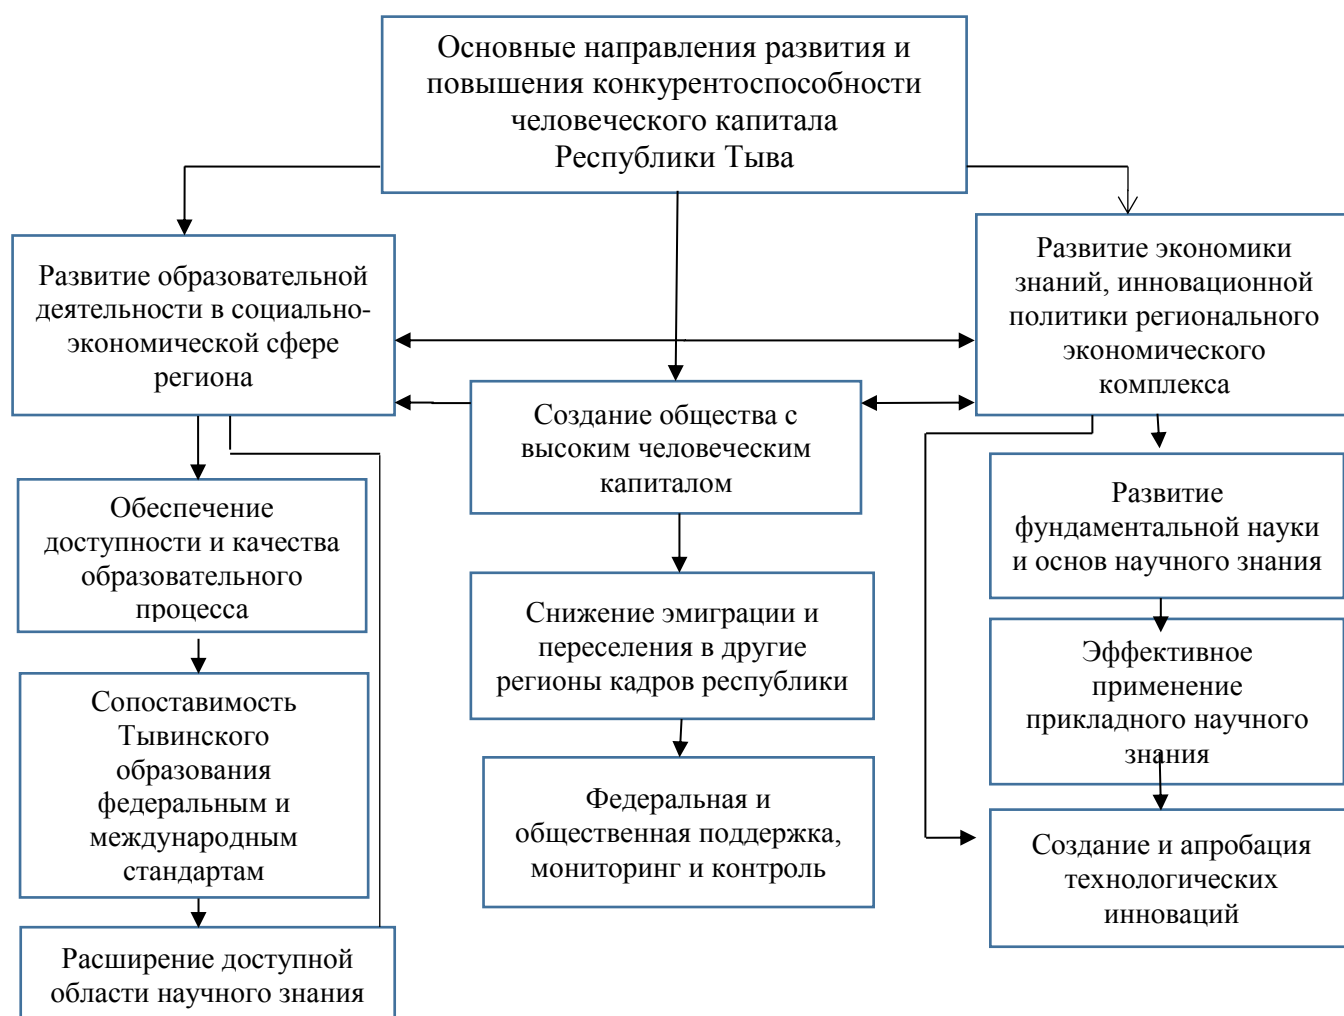 Основные направления развития и
повышения конкурентоспособности
человеческого капитала
Республики Тыва
Развитие образовательной
деятельности в социально-
экономической сфере
региона
Создание общества с
высоким человеческим
капиталом
Развитие экономики
знаний, инновационной
политики регионального
экономического
комплекса
Обеспечение
доступности и качества
образовательного
процесса
Сопоставимость
Тывинского
образования
федеральным и
международным
стандартам
Расширение доступной
области научного знания
Снижение эмиграции и
переселения в другие
регионы кадров республики
Федеральная и
общественная поддержка,
мониторинг и контроль
Развитие
фундаментальной науки
и основ научного знания
Эффективное
применение
прикладного научного
знания
Создание и апробация
технологических
инноваций